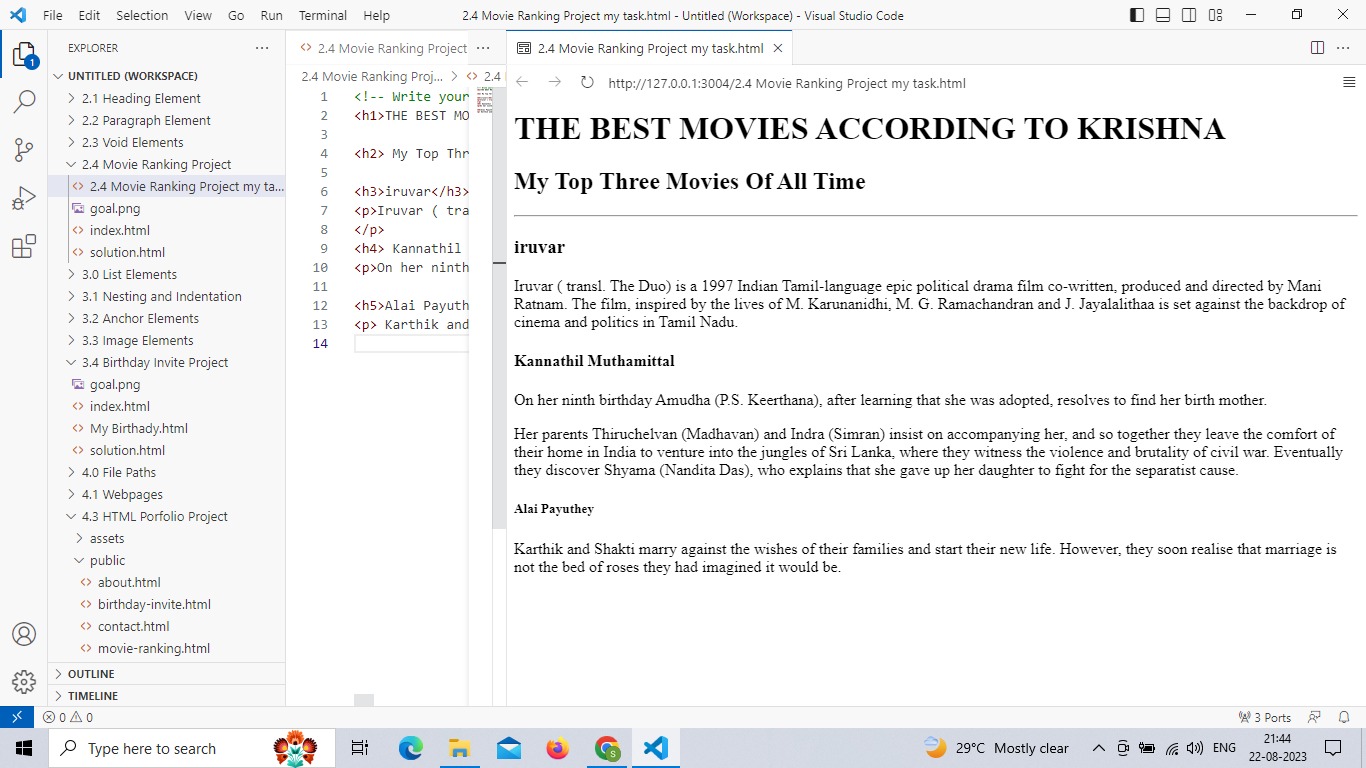 File Edit Selection View Go Run Terminal Help
2.4 Movie Ranking Project my task.html - Untitled (Workspace) - Visual Studio Code
EXPLORER
UNTITLED (WORKSPACE)
2.1 Heading Element
2.2 Paragraph Element
2.3 Void Elements
2.4 Movie Ranking Project
2.4 Movie Ranking Project my ta...
goal.png
index.html
solution.html
3.0 List Elements
3.1 Nesting and Indentation
3.2 Anchor Elements
3.3 Image Elements
3.4 Birthday Invite Project
goal.png
index.html
My Birthady.html
solution.html
4.0 File Paths
4.1 Webpages
4.3 HTML Porfolio Project
assets
public
about.html
birthday-invite.html
contact.html
movie-ranking.html
OUTLINE
TIMELINE
1
2.4 Movie Ranking Project
2.4 Movie Ranking Proj... > <> 2.4
1 <!-- Write your
2 <h1>THE BEST MO
3
4 <h2> My Top Thr
5
6 <h3>iruvar</h3>
7 <p>Iruvar ( tra
8 </p>
9 <h4> Kannathil
10 <p>On her ninth
11
12 <h5>Alai Payuth
13 <p> Karthik and
14
2.4 Movie Ranking Project my task.html
http://127.0.0.1:3004/2.4 Movie Ranking Project my task.html
THE BEST MOVIES ACCORDING TO KRISHNA
My Top Three Movies Of All Time
iruvar
Iruvar ( transl. The Duo) is a 1997 Indian Tamil-language epic political drama film co-written, produced and directed by Mani
Ratnam. The film, inspired by the lives of M. Karunanidhi, M. G. Ramachandran and J. Jayalalithaa is set against the backdrop of
cinema and politics in Tamil Nadu.
Kannathil Muthamittal
On her ninth birthday Amudha (P.S. Keerthana), after learning that she was adopted, resolves to find her birth mother.
Her parents Thiruchelvan (Madhavan) and Indra (Simran) insist on accompanying her, and so together they leave the comfort of
their home in India to venture into the jungles of Sri Lanka, where they witness the violence and brutality of civil war. Eventually
they discover Shyama (Nandita Das), who explains that she gave up her daughter to fight for the separatist cause.
Alai Payuthey
Karthik and Shakti marry against the wishes of their families and start their new life. However, they soon realise that marriage is
not the bed of roses they had imagined it would be.
0 0
3 Ports
Type here to search
S
29°C Mostly clear
ENG
21:44
22-08-2023